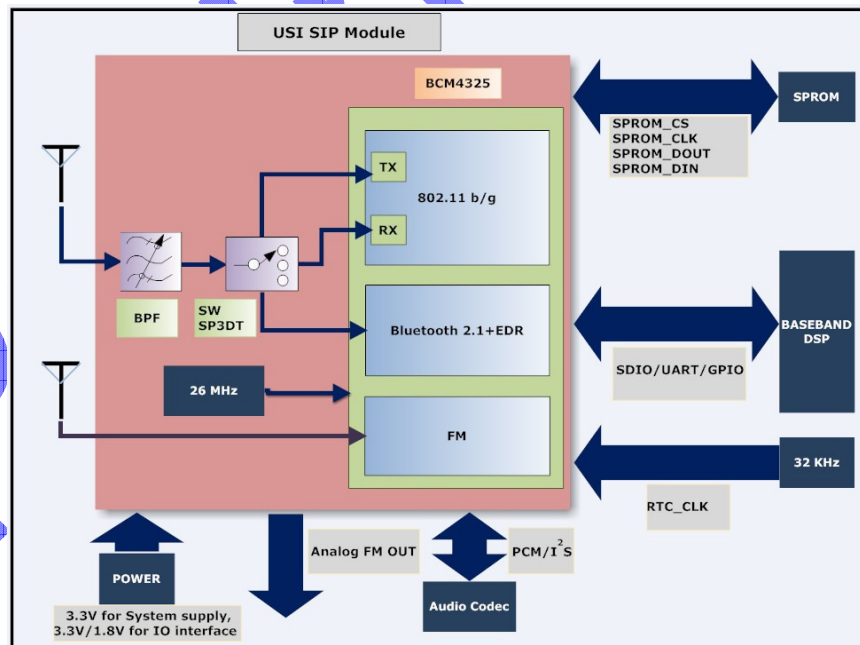 USI SIP Module
BCM4325
SPROM
SPROM_CS
SPROM_CLK
SPROM_DOUT
SPROM_DIN
TX
802.11 b/g
RX
BPF
SW
SP3DT
Bluetooth 2.1+EDR
BASEBAND
DSP
SDIO/UART/GPIO
26 MHz
FM
32 KHz
RTC_CLK
Analog FM OUT
PCM/I²S
POWER
Audio Codec
3.3V for System supply,
3.3V/1.8V for IO interface